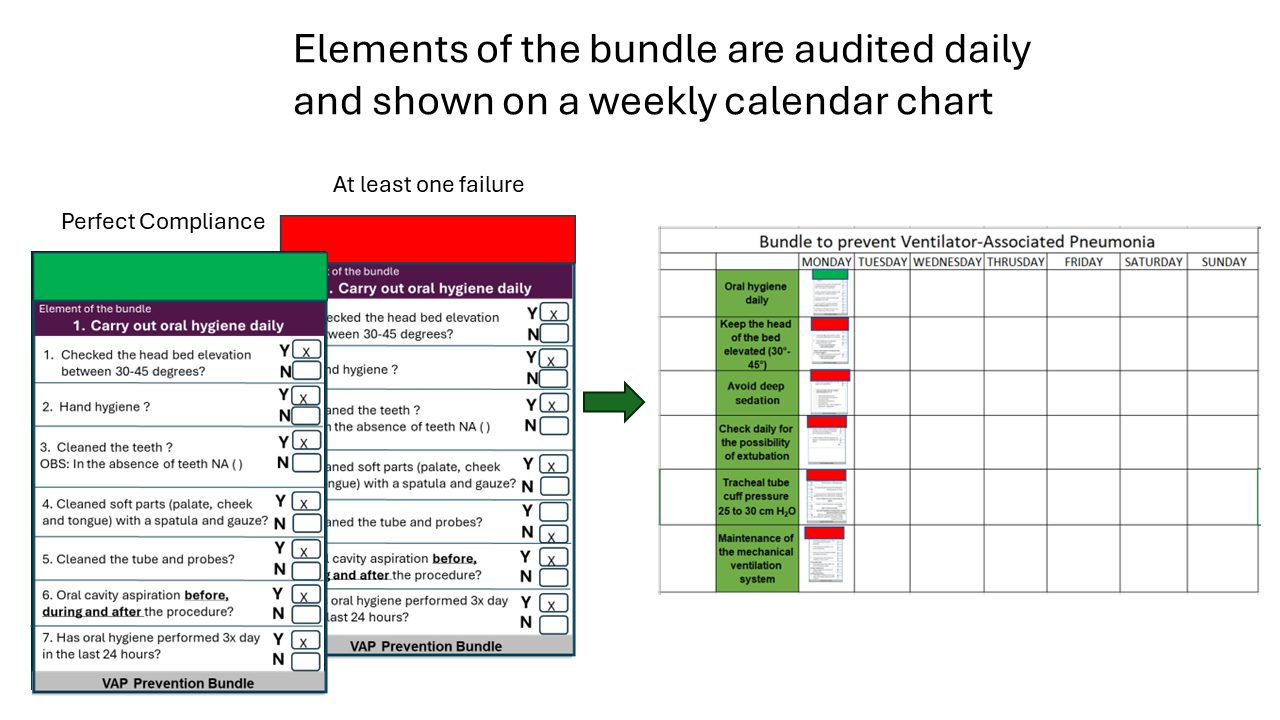 Elements of the bundle are audited daily
and shown on a weekly calendar chart
At least one failure
Perfect Compliance
Element of the bundle
1. Carry out oral hygiene daily
1. Checked the head bed elevation
between 30-45 degrees?
Y x
N
2. Hand hygiene ?
Y x
N
3. Cleaned the teeth ?
OBS: In the absence of teeth NA ( )
Y x
N
4. Cleaned soft parts (palate, cheek
and tongue) with a spatula and gauze?
Y x
N
5. Cleaned the tube and probes?
Y x
N
6. Oral cavity aspiration before,
during and after the procedure?
Y x
N
7. Has oral hygiene performed 3x day
in the last 24 hours?
Y x
N
VAP Prevention Bundle
of the bundle
. Carry out oral hygiene daily
ecked the head bed elevation
ween 30-45 degrees?
Y x
N
nd hygiene ?
Y x
N
aned the teeth ?
n the absence of teeth NA ( )
Y x
N
aned soft parts (palate, cheek
ngue) with a spatula and gauze?
Y x
N
aned the tube and probes?
Y
N x
cavity aspiration before,
g and after the procedure?
Y x
N
oral hygiene performed 3x day
last 24 hours?
Y x
N
VAP Prevention Bundle
Bundle to prevent Ventilator-Associated Pneumonia
MONDAY TUESDAY WEDNESDAY THRUSDAY FRIDAY SATURDAY SUNDAY
Oral hygiene
daily
Keep the head
of the bed
elevated (30°-
45°)
Avoid deep
sedation
Check daily for
the possibility
of extubation
Tracheal tube
cuff pressure
25 to 30 cm H₂O
Maintenance of
the mechanical
ventilation
system